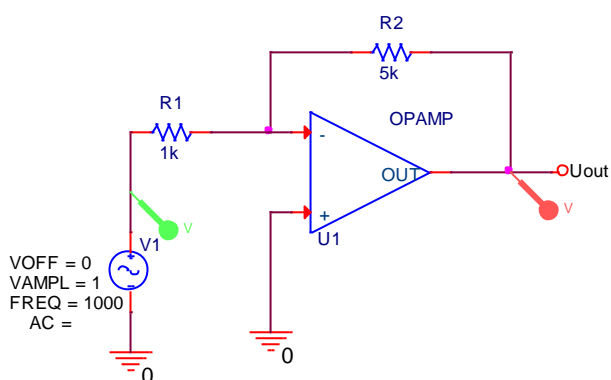 R2
5k
R1
1k
OPAMP
-
OUT
Uout
+
U1
V
V
V1
+
-
VOFF = 0
VAMPL = 1
FREQ = 1000
AC =
0
0